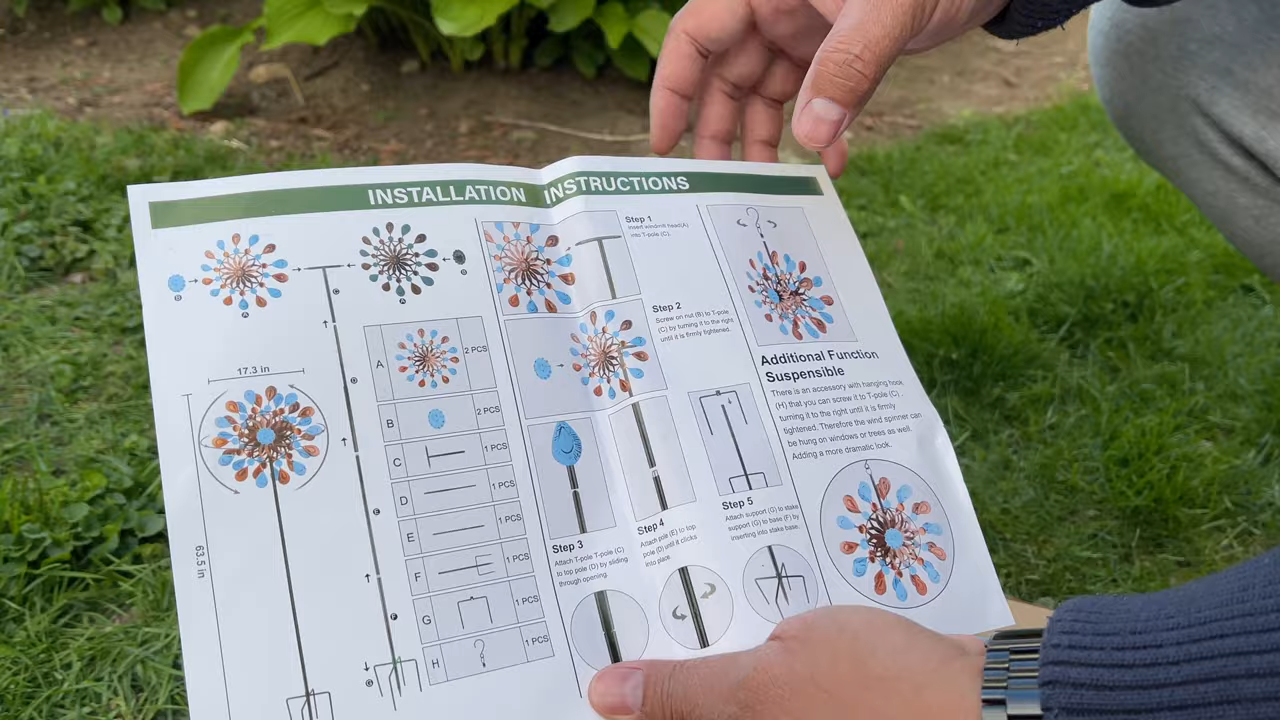 INSTALLATION INSTRUCTIONS
B
A
C
A
B
D
E
F
G
17.3 in
63.5 in
A 2 PCS
B 2 PCS
C 1 PCS
D 1 PCS
E 1 PCS
F 1 PCS
G 1 PCS
H 1 PCS
Step 1
Insert windmill head(A)
into T-pole (C).
Step 2
Screw on nut (B) to T-pole
(C) by turning it to the right
until it is firmly tightened.
Step 3
Attach T-pole T-pole (C)
to top pole (D) by sliding
through opening.
Step 4
Attach pole (E) to top
pole (D) until it clicks
into place.
Step 5
Attach support (G) to stake
support (G) to base (F) by
inserting into stake base.
Additional Function
Suspensible
There is an accessory with hanging hook
(H) that you can screw it to T-pole (C) ,
turning it to the right until it is firmly
tightened. Therefore the wind spinner can
be hung on windows or trees as well.
Adding a more dramatic look.